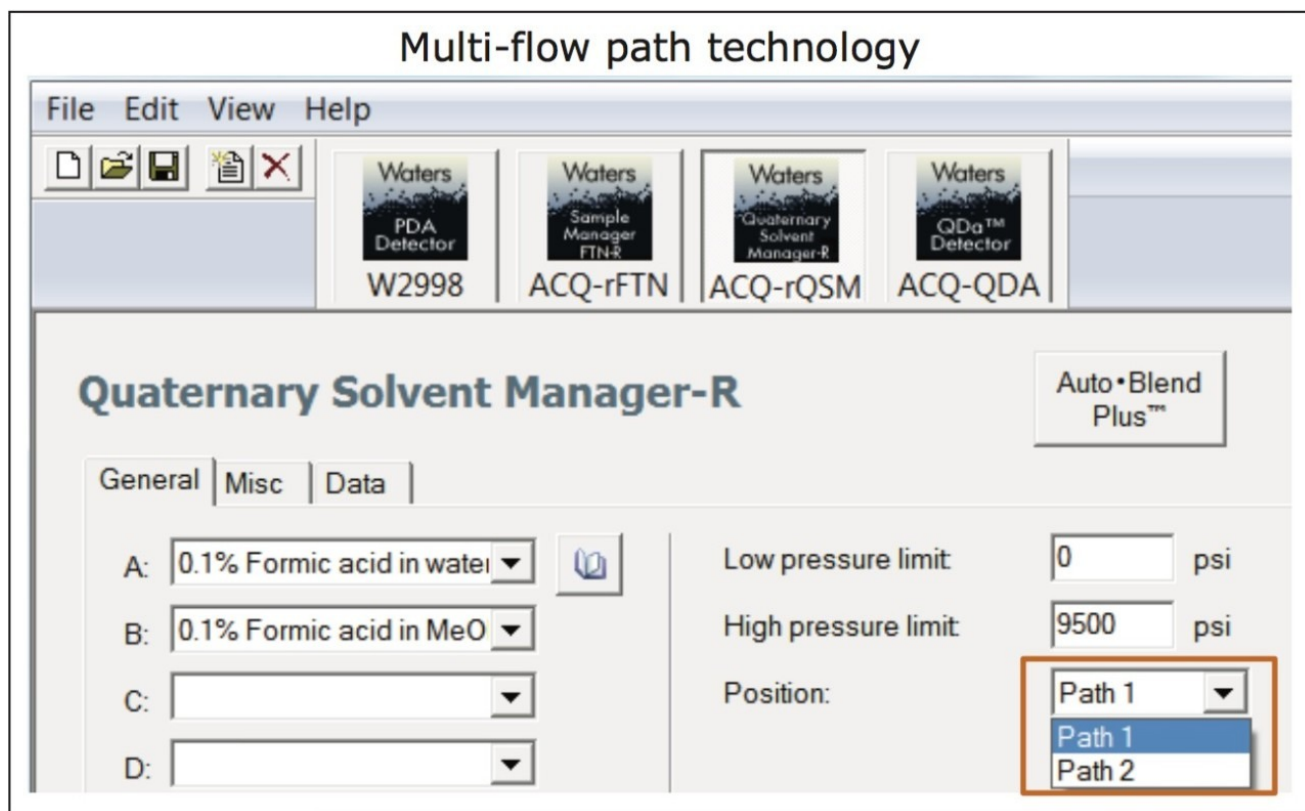 Multi-flow path technology
File Edit View Help
Waters
PDA
Detector
W2998
Waters
Sample
Manager
FTN-R
ACQ-rFTN
Waters
Quaternary
Solvent
Manager-R
ACQ-rQSM
Waters
QDa™
Detector
ACQ-QDA
Quaternary Solvent Manager-R
Auto•Blend
Plus™
General Misc Data
A: 0.1% Formic acid in water
B: 0.1% Formic acid in MeO
C:
D:
Low pressure limit: 0 psi
High pressure limit: 9500 psi
Position: Path 1
Path 1
Path 2